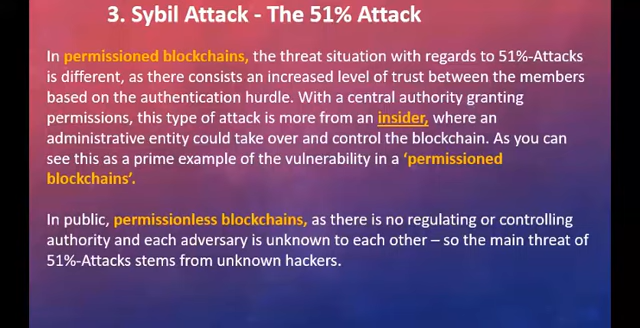 3. Sybil Attack - The 51% Attack
In permissioned blockchains, the threat situation with regards to 51%-Attacks
is different, as there consists an increased level of trust between the members
based on the authentication hurdle. With a central authority granting
permissions, this type of attack is more from an insider, where an
administrative entity could take over and control the blockchain. As you can
see this as a prime example of the vulnerability in a ‘permissioned
blockchains’.
In public, permissionless blockchains, as there is no regulating or controlling
authority and each adversary is unknown to each other – so the main threat of
51%-Attacks stems from unknown hackers.